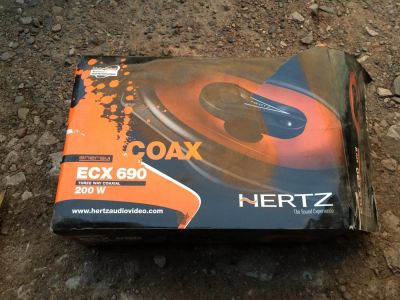 COAX
energy.
ECX 690
THREE WAY COAXIAL
200 W
www.hertzaudiovideo.com
HERTZ
The Sound Experience